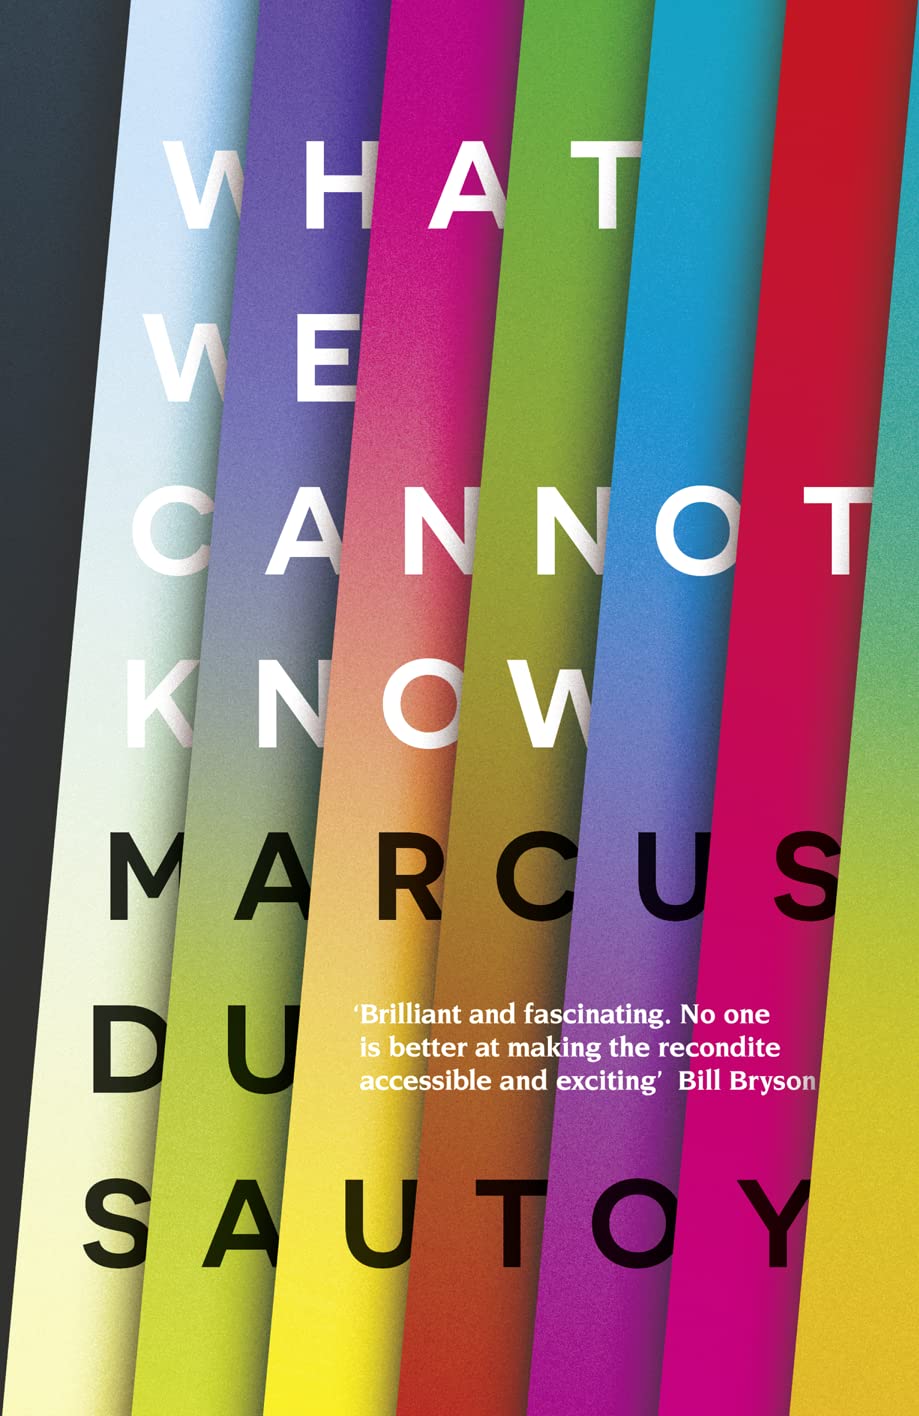 WHAT
WE
CANNOT
KNOW
MARCUS
DU
SAUTOY
‘Brilliant and fascinating. No one
is better at making the recondite
accessible and exciting’ Bill Bryson